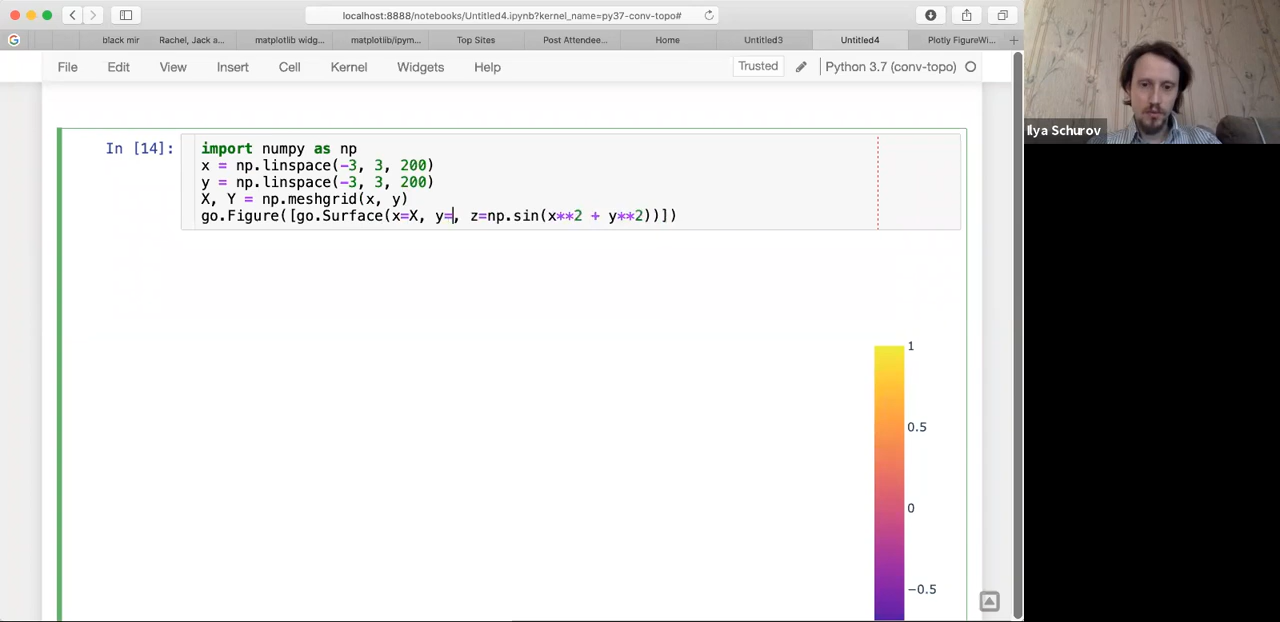 localhost:8888/notebooks/Untitled4.ipynb?kernel_name=py37-conv-topo#
black mir
Rachel, Jack a...
matplotlib widg...
matplotlib/ipym...
Top Sites
Post Attendee...
Home
Untitled3
Untitled4
Plotly FigureWi...
File
Edit
View
Insert
Cell
Kernel
Widgets
Help
Trusted
Python 3.7 (conv-topo)
Ilya Schurov
In [14]:
import numpy as np
x = np.linspace(-3, 3, 200)
y = np.linspace(-3, 3, 200)
X, Y = np.meshgrid(x, y)
go.Figure([go.Surface(x=X, y=, z=np.sin(x**2 + y**2))])
1
0.5
0
−0.5